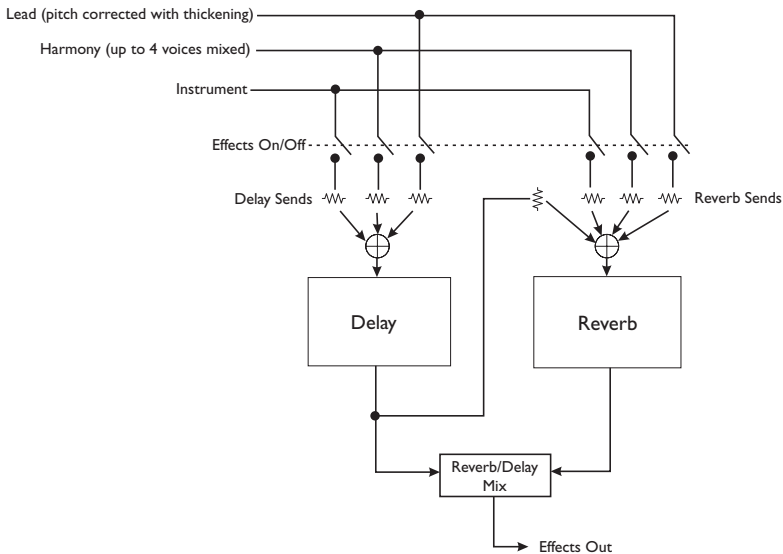 Lead (pitch corrected with thickening)
Harmony (up to 4 voices mixed)
Instrument
Effects On/Off
Delay Sends
Reverb Sends
Delay
Reverb
Reverb/Delay
Mix
Effects Out